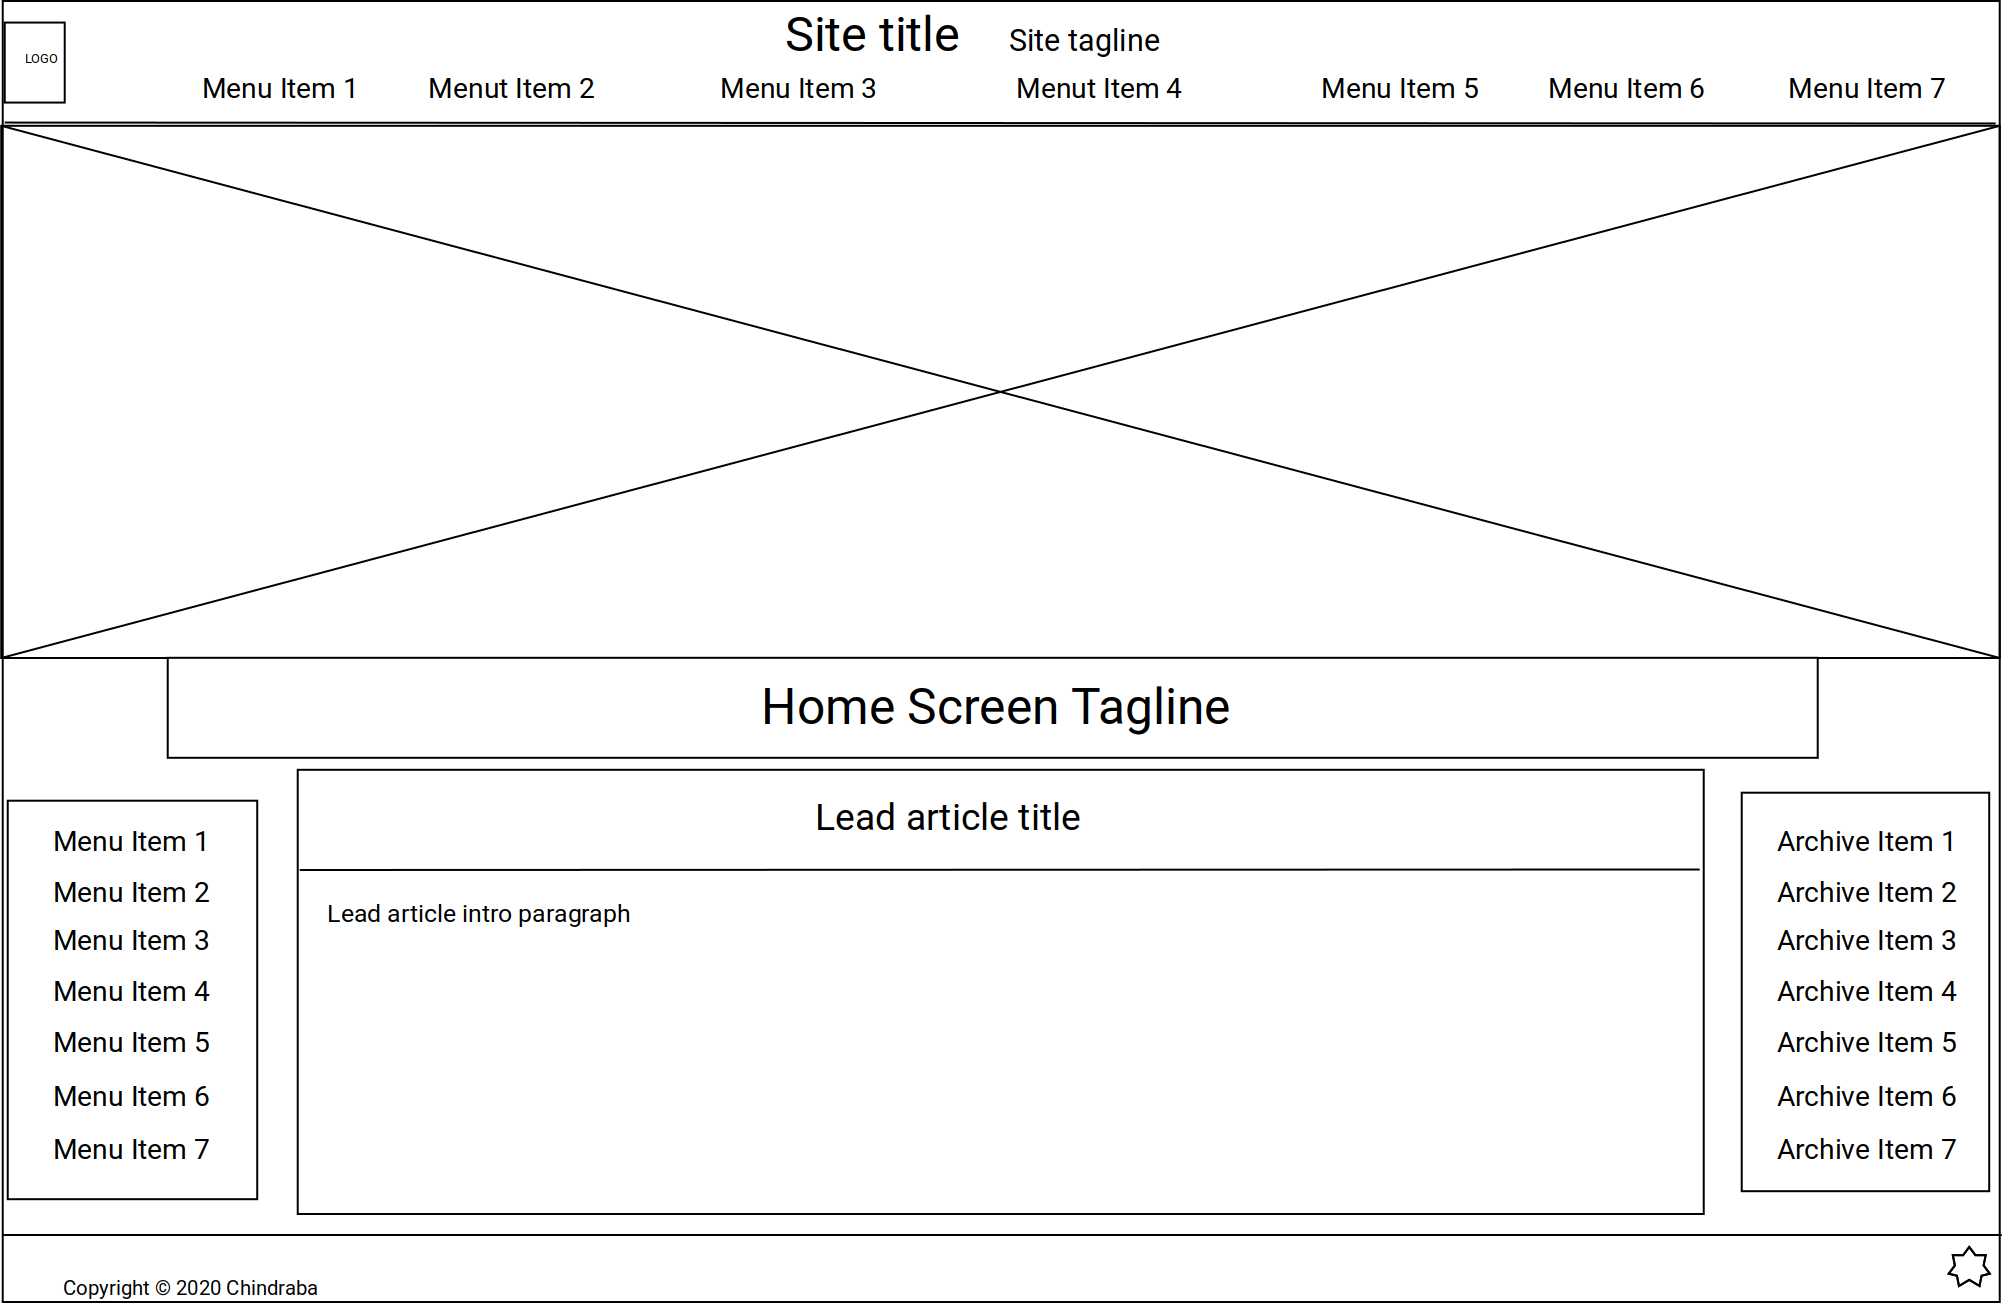 Site title Site tagline
LOGO
Menu Item 1 Menut Item 2 Menu Item 3 Menut Item 4 Menu Item 5 Menu Item 6 Menu Item 7
Home Screen Tagline
Lead article title
Lead article intro paragraph
Menu Item 1
Menu Item 2
Menu Item 3
Menu Item 4
Menu Item 5
Menu Item 6
Menu Item 7
Archive Item 1
Archive Item 2
Archive Item 3
Archive Item 4
Archive Item 5
Archive Item 6
Archive Item 7
Copyright © 2020 Chindraba